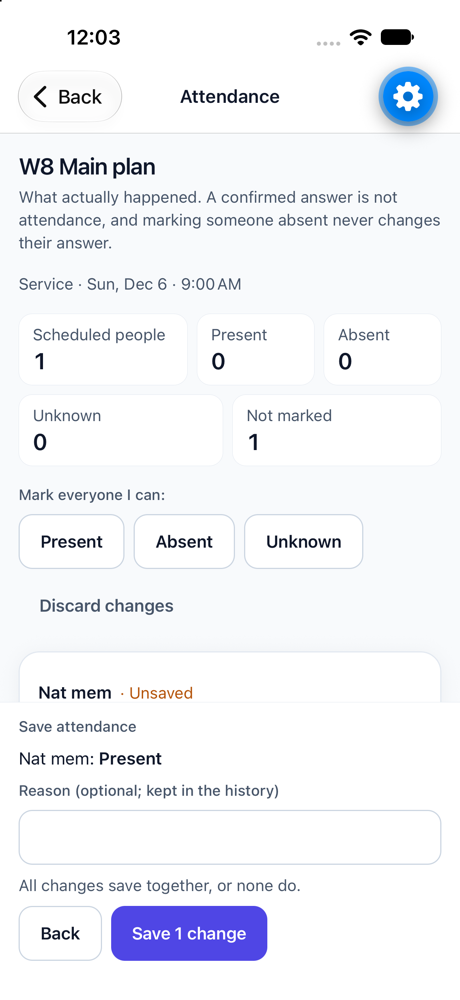 12:03
Back
Attendance
W8 Main plan
What actually happened. A confirmed answer is not
attendance, and marking someone absent never changes
their answer.
Service · Sun, Dec 6 · 9:00 AM
Scheduled people
1
Present
0
Absent
0
Unknown
0
Not marked
1
Mark everyone I can:
Present
Absent
Unknown
Discard changes
Nat mem · Unsaved
Save attendance
Nat mem: Present
Reason (optional; kept in the history)
All changes save together, or none do.
Back
Save 1 change